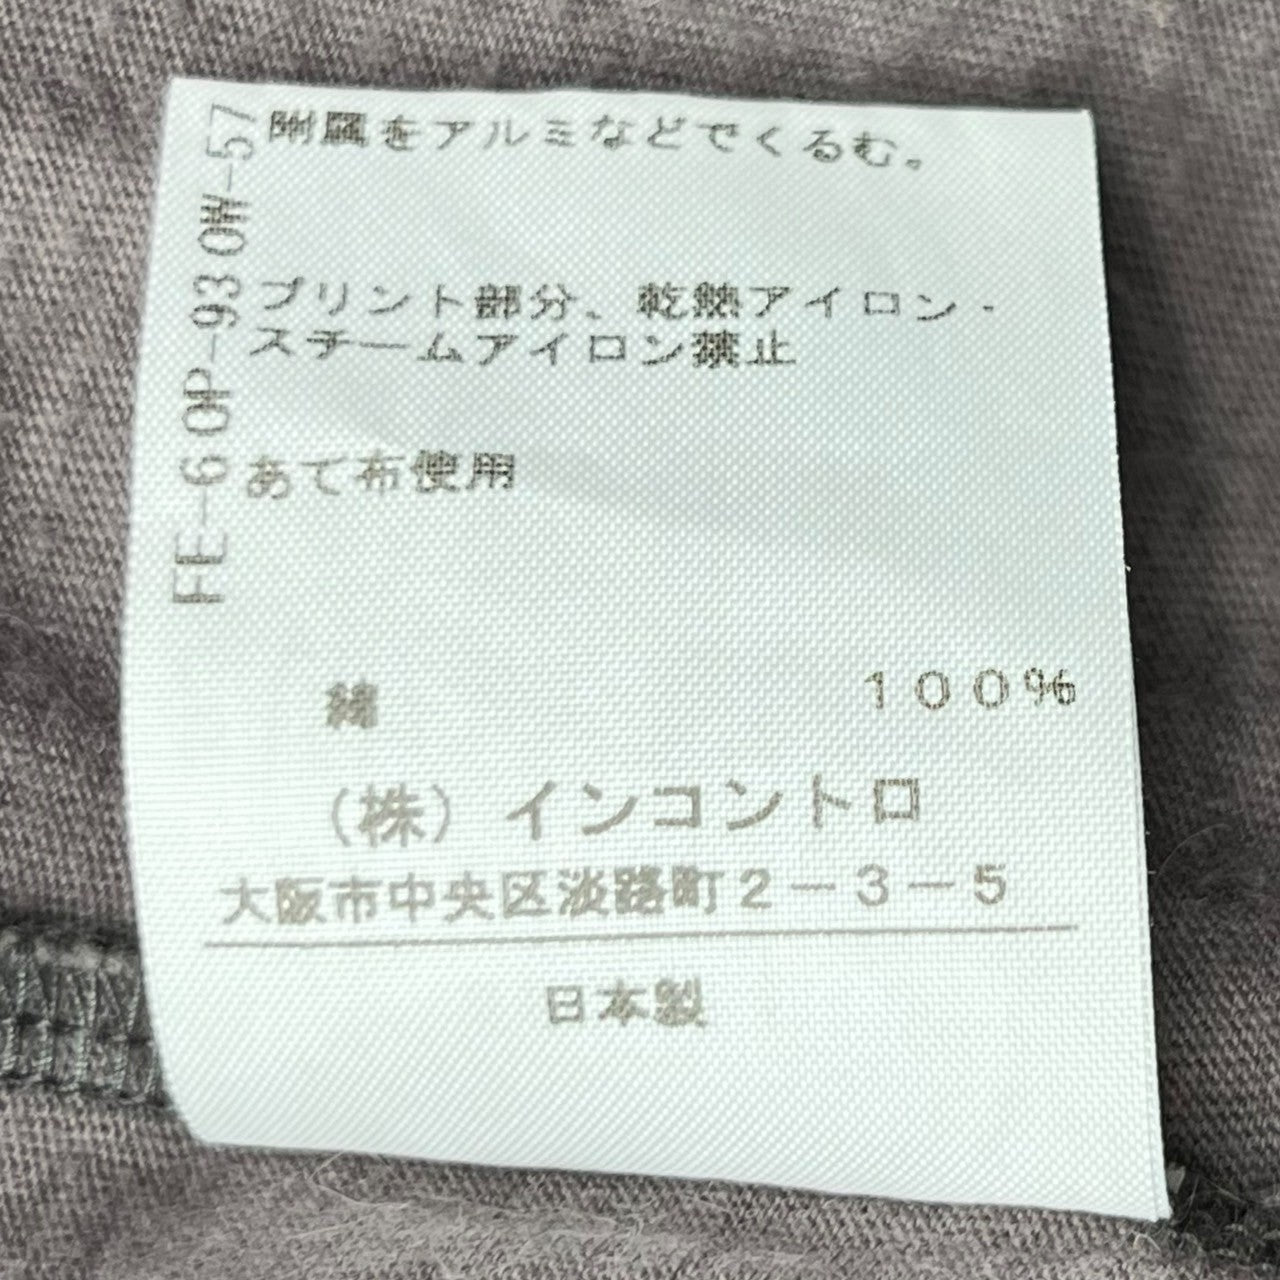 金属をアルミなどでくるむ。
プリント部分、乾熱アイロン・
スチームアイロン禁止
あて布使用
FE-6OP-930W-57
綿 100%
(株)インコントロ
大阪市中央区淡路町2-3-5
日本製